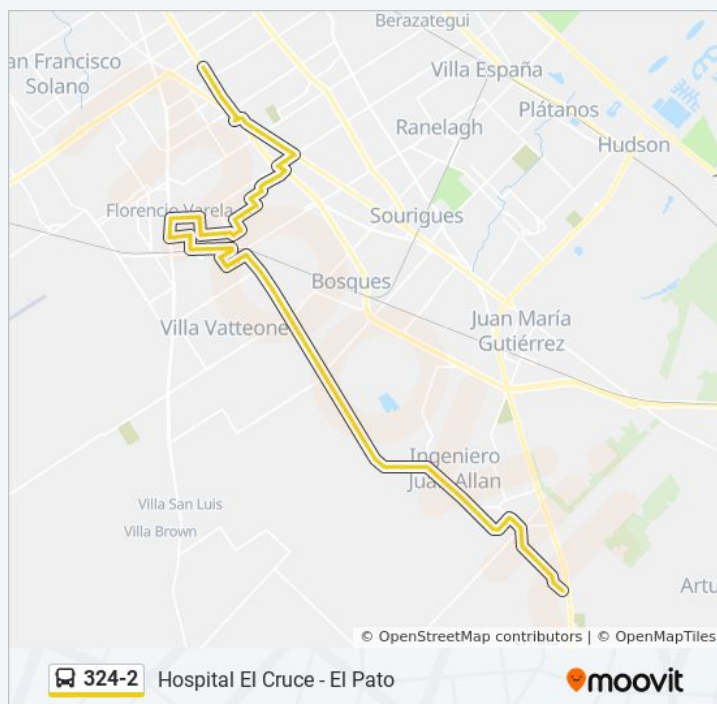 Berazategui
an Francisco
Solano
Villa España
Plátanos
Ranelagh
Hudson
Florencio Varela
Sourigues
Bosques
Juan María
Gutiérrez
Villa Vatteone
Ingeniero
Juan Allan
Villa San Luis
Villa Brown
Artu
© OpenStreetMap contributors | © OpenMapTiles
324-2
Hospital El Cruce - El Pato
moovit